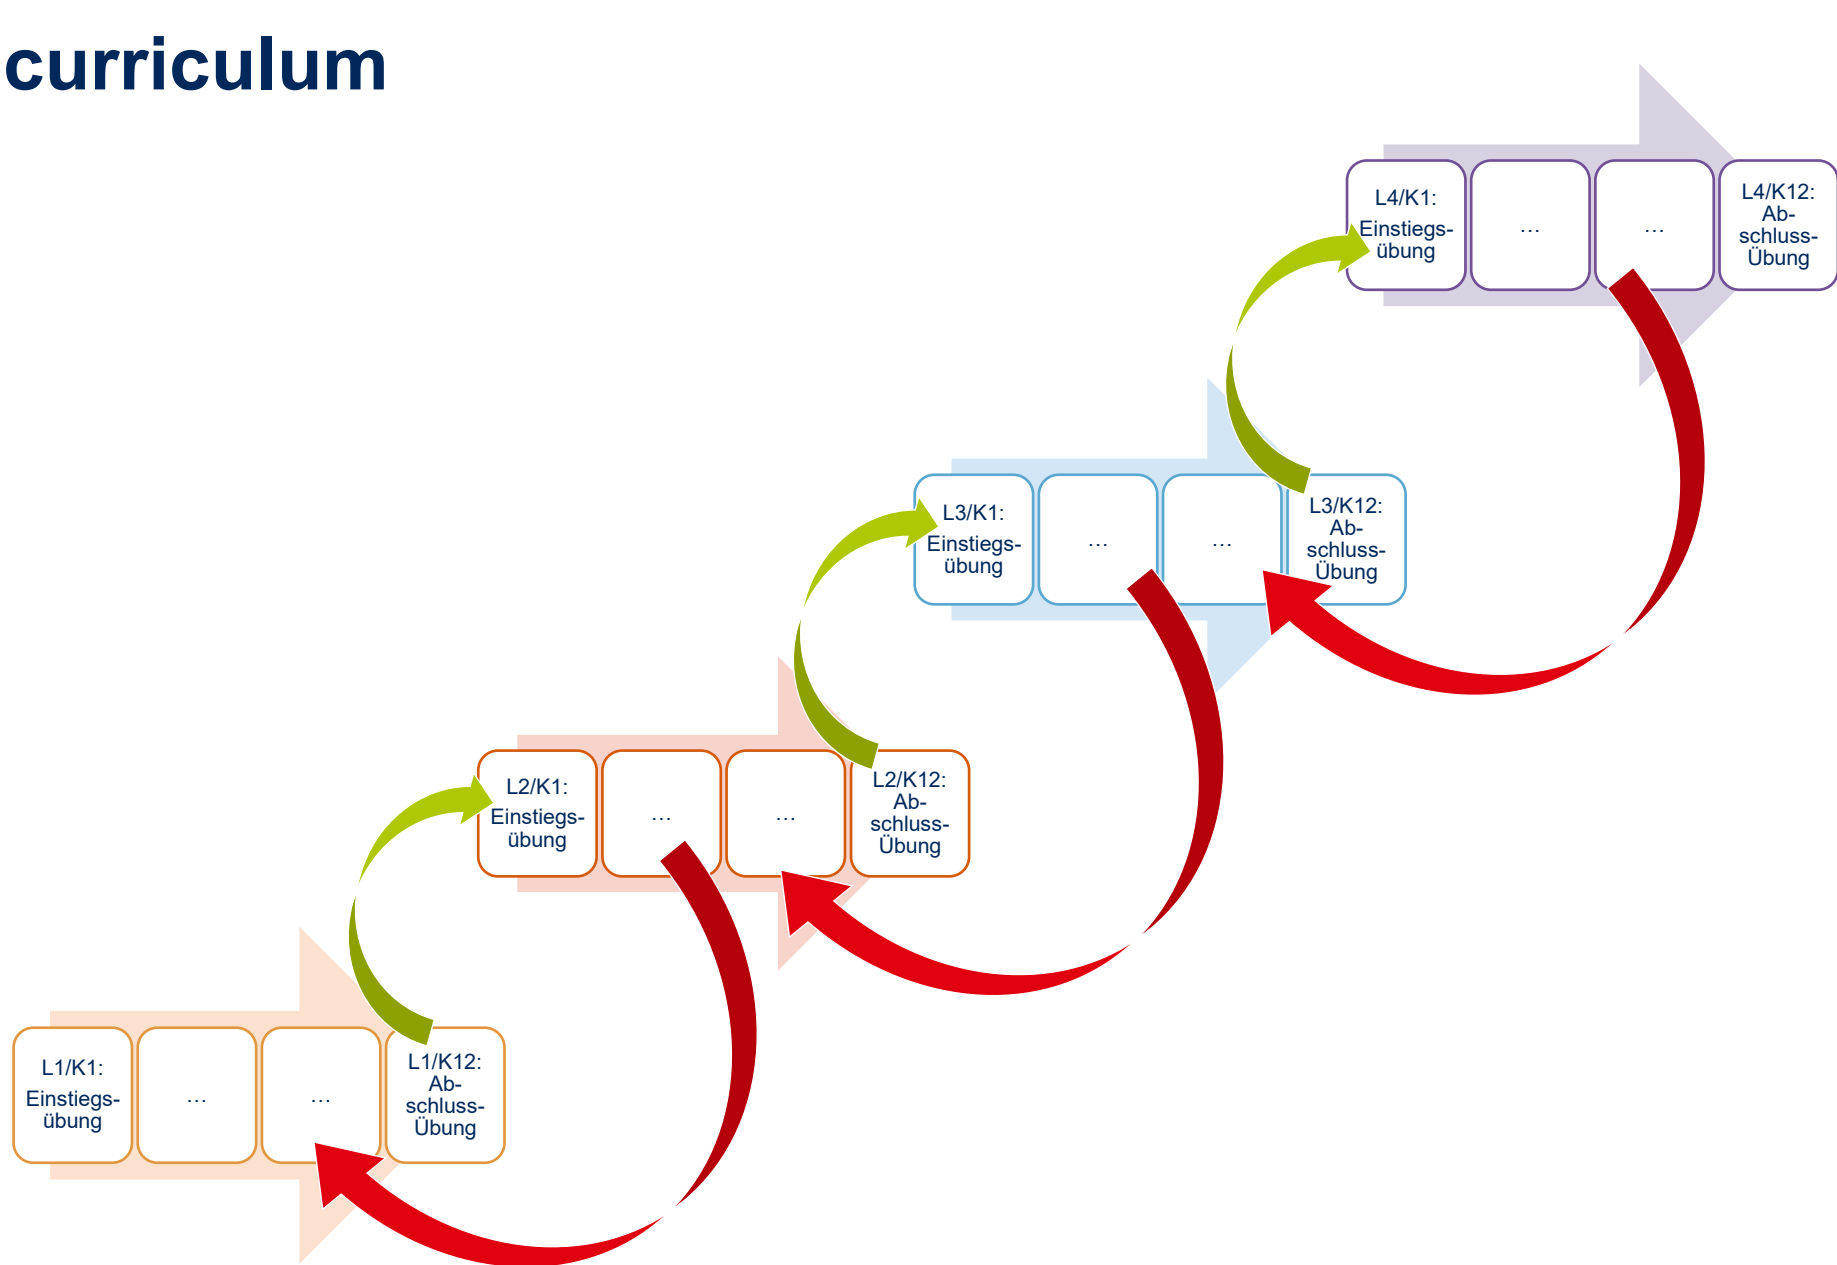 curriculum
L4/K1:
Einstiegs-
übung
...
...
L4/K12:
Ab-
schluss-
Übung
L3/K1:
Einstiegs-
übung
...
...
L3/K12:
Ab-
schluss-
Übung
L2/K1:
Einstiegs-
übung
...
...
L2/K12:
Ab-
schluss-
Übung
L1/K1:
Einstiegs-
übung
...
...
L1/K12:
Ab-
schluss-
Übung